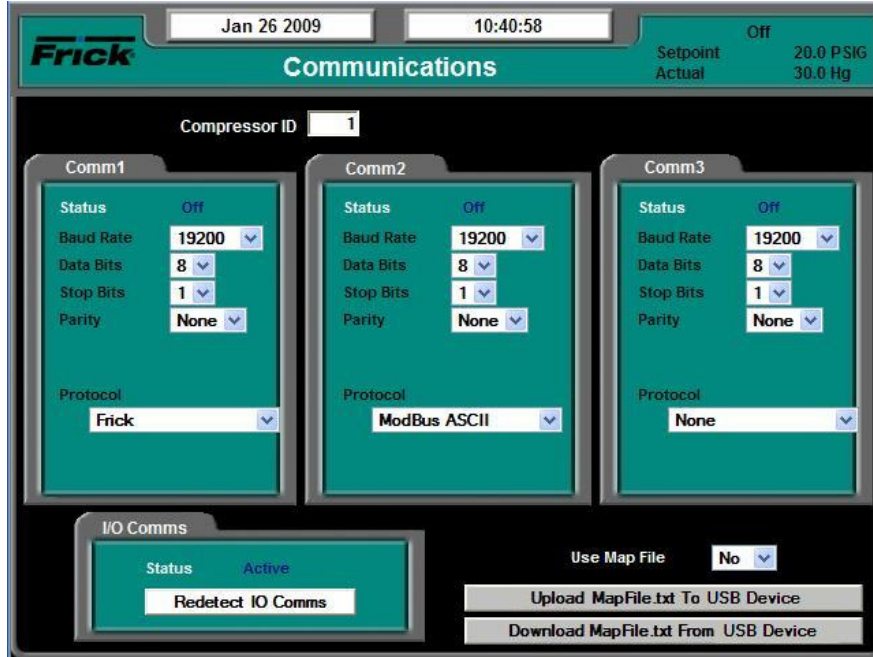 Jan 26 2009 10:40:58 Off
Frick Communications Setpoint 20.0 PSIG
Actual 30.0 Hg
Compressor ID 1
Comm1
Status Off
Baud Rate 19200
Data Bits 8
Stop Bits 1
Parity None
Protocol
Frick
Comm2
Status Off
Baud Rate 19200
Data Bits 8
Stop Bits 1
Parity None
Protocol
ModBus ASCII
Comm3
Status Off
Baud Rate 19200
Data Bits 8
Stop Bits 1
Parity None
Protocol
None
I/O Comms
Status Active
Redetect IO Comms
Use Map File No
Upload MapFile.txt To USB Device
Download MapFile.txt From USB Device